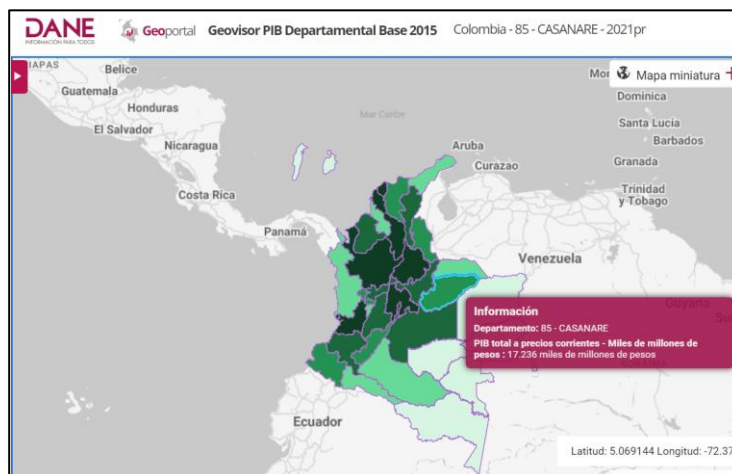 DANE
INFORMACIÓN PARA TODOS
Geoportal
Geovisor PIB Departamental Base 2015
Colombia - 85 - CASANARE - 2021pr
IAPAS
Belice
Guatemala
Honduras
El Salvador
Nicaragua
Costa Rica
Panamá
Mar Caribe
Aruba
Curazao
Mapa miniatura +
Dominica
Santa Lucia
Barbados
Granada
Trinidad
y Tobago
Venezuela
Guyana
Información
Departamento: 85 - CASANARE
PIB total a precios corrientes - Miles de millones de
pesos : 17.236 miles de millones de pesos
Ecuador
Latitud: 5.069144 Longitud: -72.37